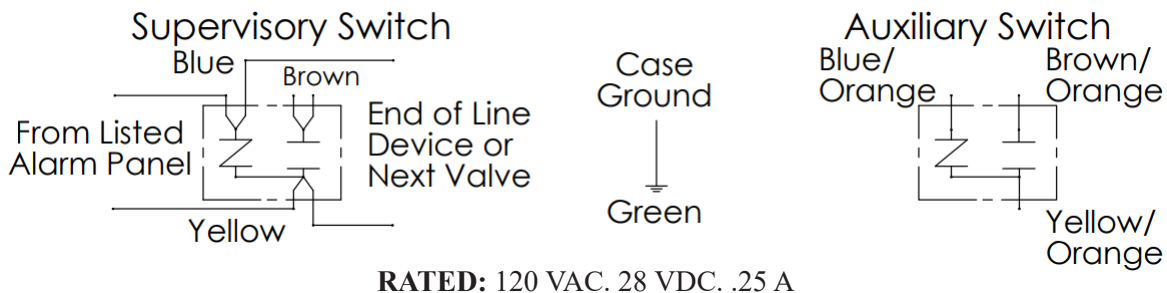 Supervisory Switch
Blue
Brown
From Listed
Alarm Panel
End of Line
Device or
Next Valve
Yellow
Case
Ground
Green
Auxiliary Switch
Blue/
Orange
Brown/
Orange
Yellow/
Orange
RATED: 120 VAC. 28 VDC. .25 A